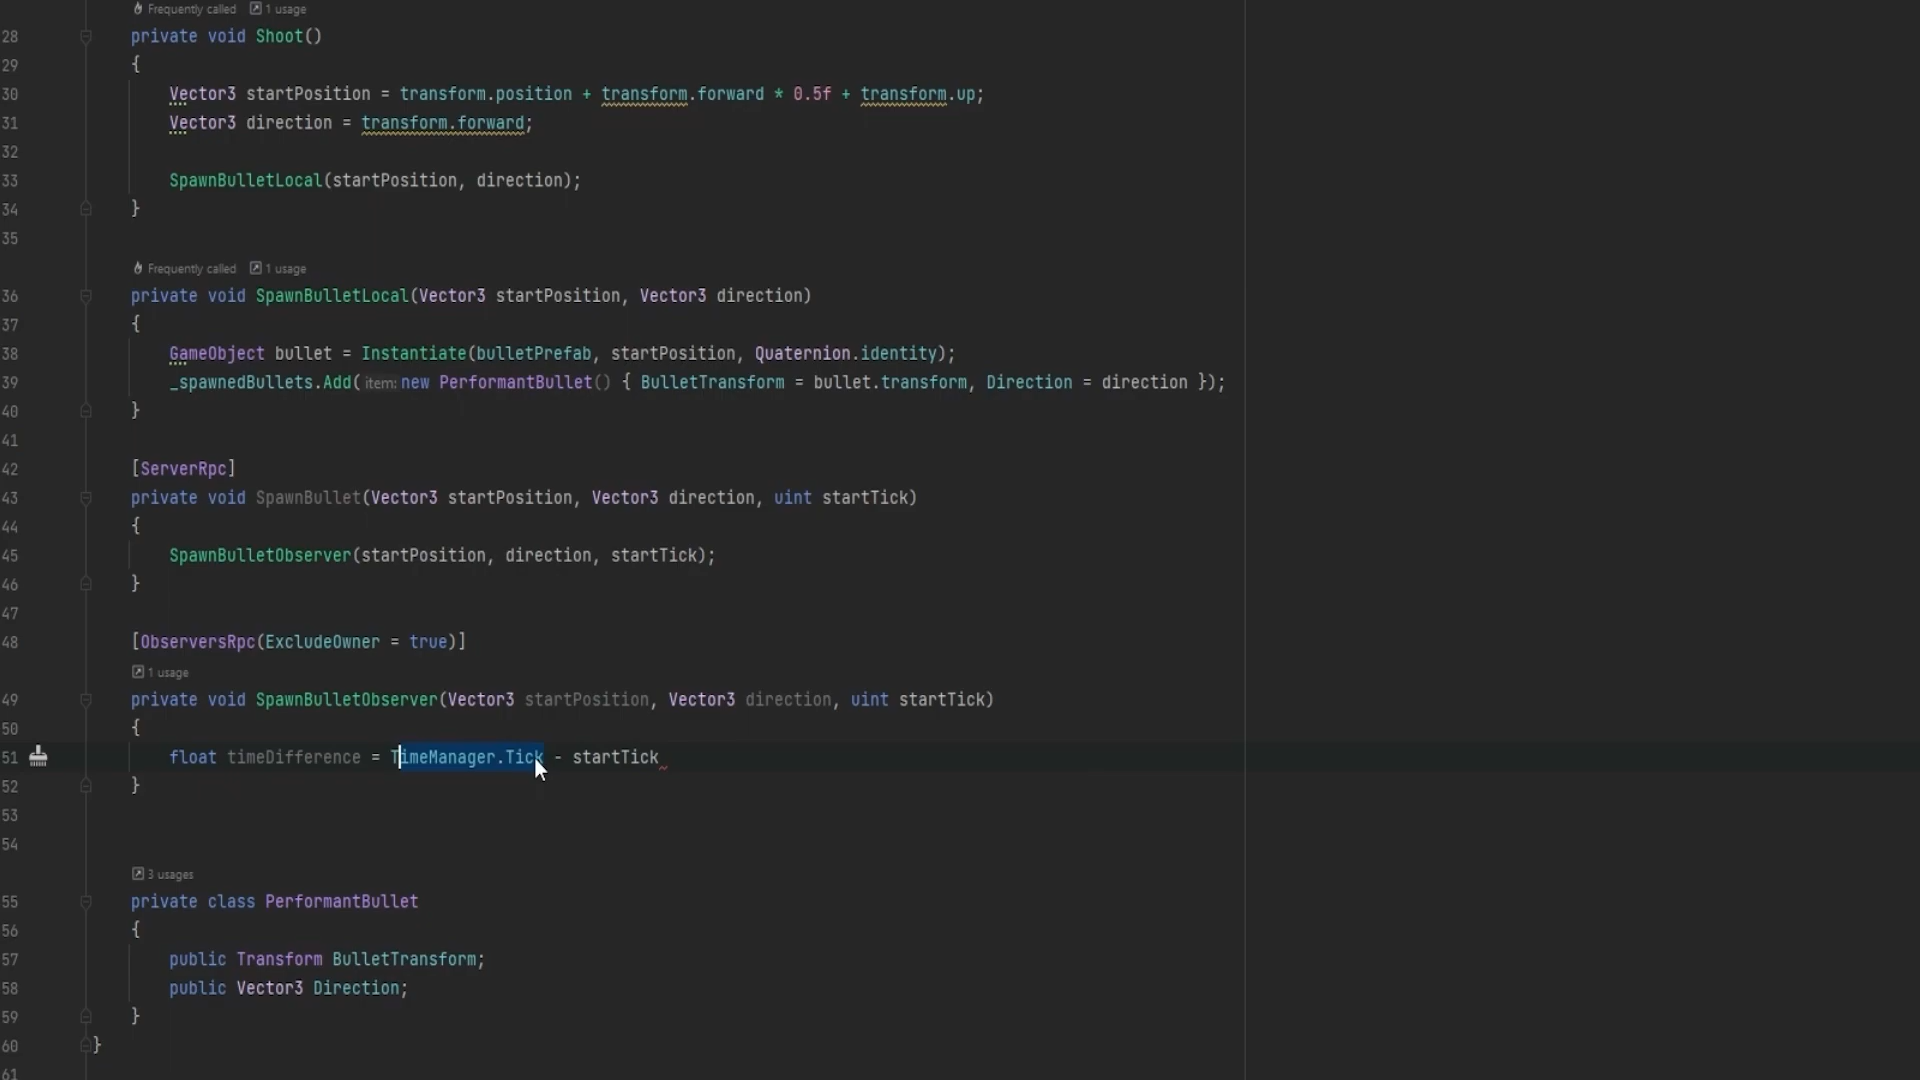 Frequently called 1 usage
28 private void Shoot()
29 {
30 Vector3 startPosition = transform.position + transform.forward * 0.5f + transform.up;
31 Vector3 direction = transform.forward;
32
33 SpawnBulletLocal(startPosition, direction);
34 }
35
Frequently called 1 usage
36 private void SpawnBulletLocal(Vector3 startPosition, Vector3 direction)
37 {
38 GameObject bullet = Instantiate(bulletPrefab, startPosition, Quaternion.identity);
39 _spawnedBullets.Add( item: new PerformantBullet() { BulletTransform = bullet.transform, Direction = direction });
40 }
41
42 [ServerRpc]
43 private void SpawnBullet(Vector3 startPosition, Vector3 direction, uint startTick)
44 {
45 SpawnBulletObserver(startPosition, direction, startTick);
46 }
47
48 [ObserversRpc(ExcludeOwner = true)]
1 usage
49 private void SpawnBulletObserver(Vector3 startPosition, Vector3 direction, uint startTick)
50 {
51 float timeDifference = TimeManager.Tick - startTick
52 }
53
54
3 usages
55 private class PerformantBullet
56 {
57 public Transform BulletTransform;
58 public Vector3 Direction;
59 }
60 }
61